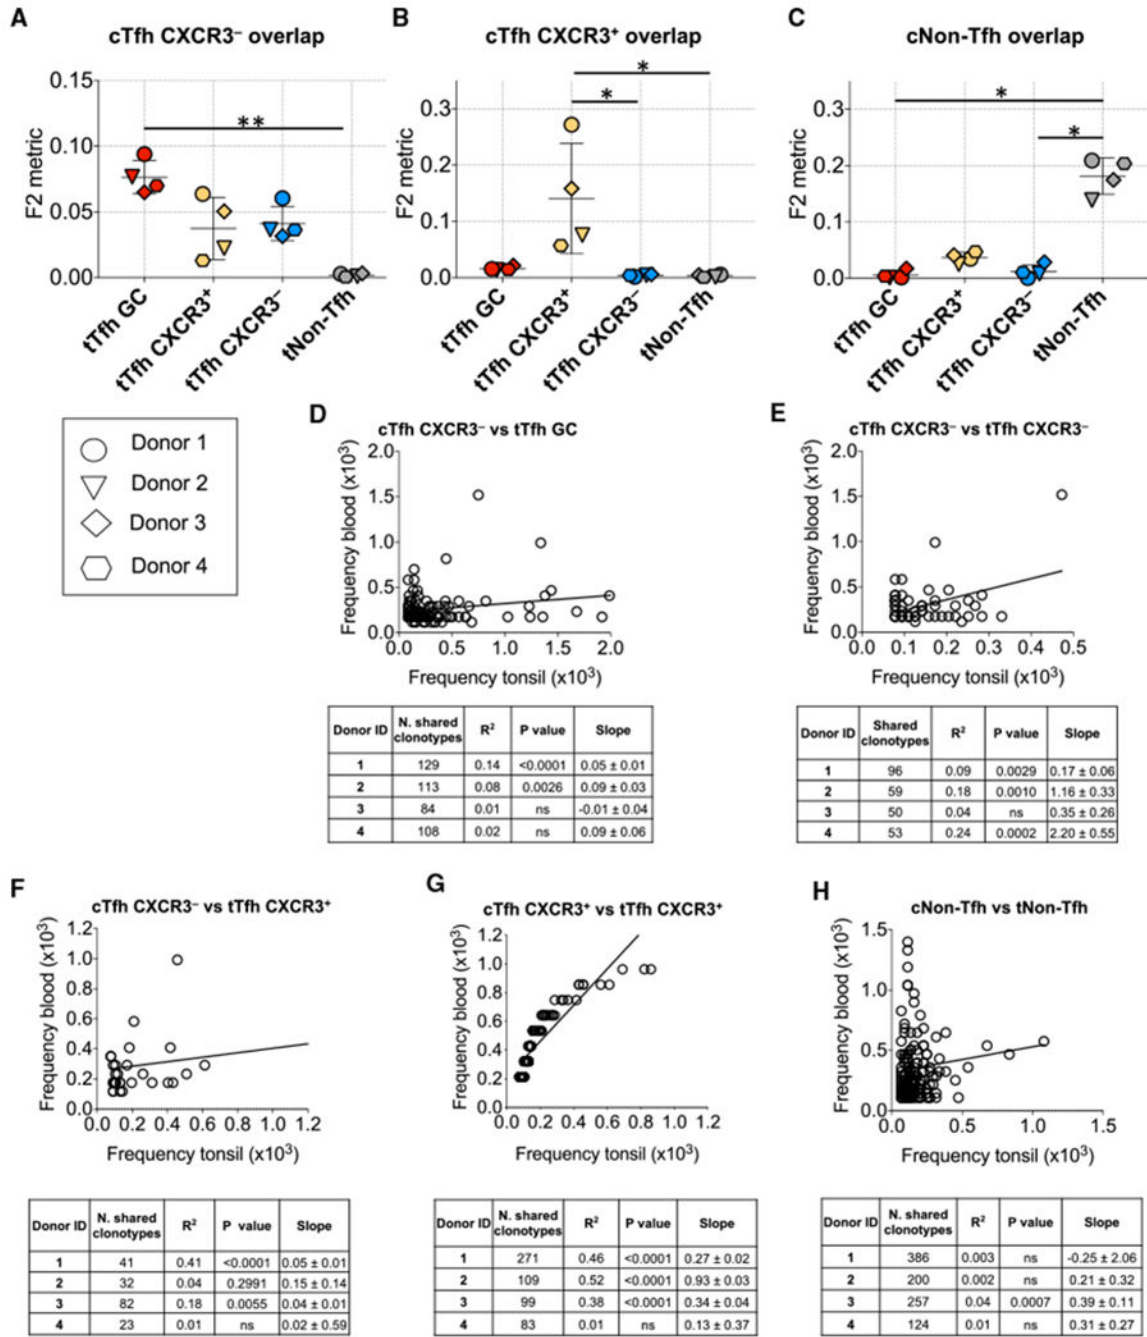 A
cTfh CXCR3– overlap
F2 metric
0.15
0.10
0.05
0.00
**
tTfh GC
tTfh CXCR3+
tTfh CXCR3–
tNon-Tfh
B
cTfh CXCR3+ overlap
F2 metric
0.3
0.2
0.1
0.0
*
*
tTfh GC
tTfh CXCR3+
tTfh CXCR3–
tNon-Tfh
C
cNon-Tfh overlap
F2 metric
0.3
0.2
0.1
0.0
*
*
tTfh GC
tTfh CXCR3+
tTfh CXCR3–
tNon-Tfh
Donor 1
Donor 2
Donor 3
Donor 4
D
cTfh CXCR3– vs tTfh GC
Frequency blood (x10³)
2.0
1.5
1.0
0.5
0.0
0.0 0.5 1.0 1.5 2.0
Frequency tonsil (x10³)
Donor ID N. shared clonotypes R² P value Slope
1 129 0.14 <0.0001 0.05 ± 0.01
2 113 0.08 0.0026 0.09 ± 0.03
3 84 0.01 ns -0.01 ± 0.04
4 108 0.02 ns 0.09 ± 0.06
E
cTfh CXCR3– vs tTfh CXCR3–
Frequency blood (x10³)
2.0
1.5
1.0
0.5
0.0
0.0 0.1 0.2 0.3 0.4 0.5
Frequency tonsil (x10³)
Donor ID Shared clonotypes R² P value Slope
1 96 0.09 0.0029 0.17 ± 0.06
2 59 0.18 0.0010 1.16 ± 0.33
3 50 0.04 ns 0.35 ± 0.26
4 53 0.24 0.0002 2.20 ± 0.55
F
cTfh CXCR3– vs tTfh CXCR3+
Frequency blood (x10³)
1.2
1.0
0.8
0.6
0.4
0.2
0.0
0.0 0.2 0.4 0.6 0.8 1.0 1.2
Frequency tonsil (x10³)
Donor ID N. shared clonotypes R² P value Slope
1 41 0.41 <0.0001 0.05 ± 0.01
2 32 0.04 0.2991 0.15 ± 0.14
3 82 0.18 0.0055 0.04 ± 0.01
4 23 0.01 ns 0.02 ± 0.59
G
cTfh CXCR3+ vs tTfh CXCR3+
Frequency blood (x10³)
1.2
1.0
0.8
0.6
0.4
0.2
0.0
0.0 0.2 0.4 0.6 0.8 1.0 1.2
Frequency tonsil (x10³)
Donor ID N. shared clonotypes R² P value Slope
1 271 0.46 <0.0001 0.27 ± 0.02
2 109 0.52 <0.0001 0.93 ± 0.03
3 99 0.38 <0.0001 0.34 ± 0.04
4 83 0.01 ns 0.13 ± 0.37
H
cNon-Tfh vs tNon-Tfh
Frequency blood (x10³)
1.5
1.0
0.5
0.0
0.0 0.5 1.0 1.5
Frequency tonsil (x10³)
Donor ID N. shared clonotypes R² P value Slope
1 386 0.003 ns -0.25 ± 2.06
2 200 0.002 ns 0.21 ± 0.32
3 257 0.04 0.0007 0.39 ± 0.11
4 124 0.01 ns 0.31 ± 0.27